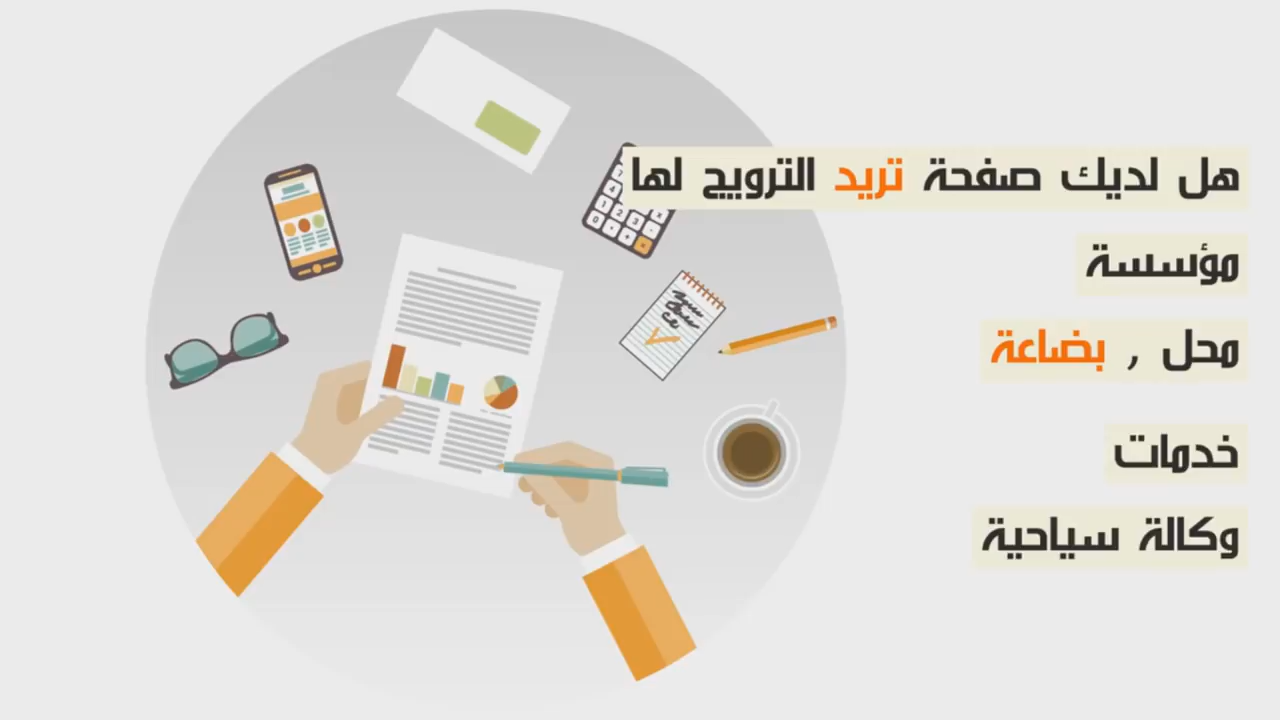 هل لديك صفحة تريد الترويج لها
مؤسسة
محل , بضاعة
خدمات
وكالة سياحية